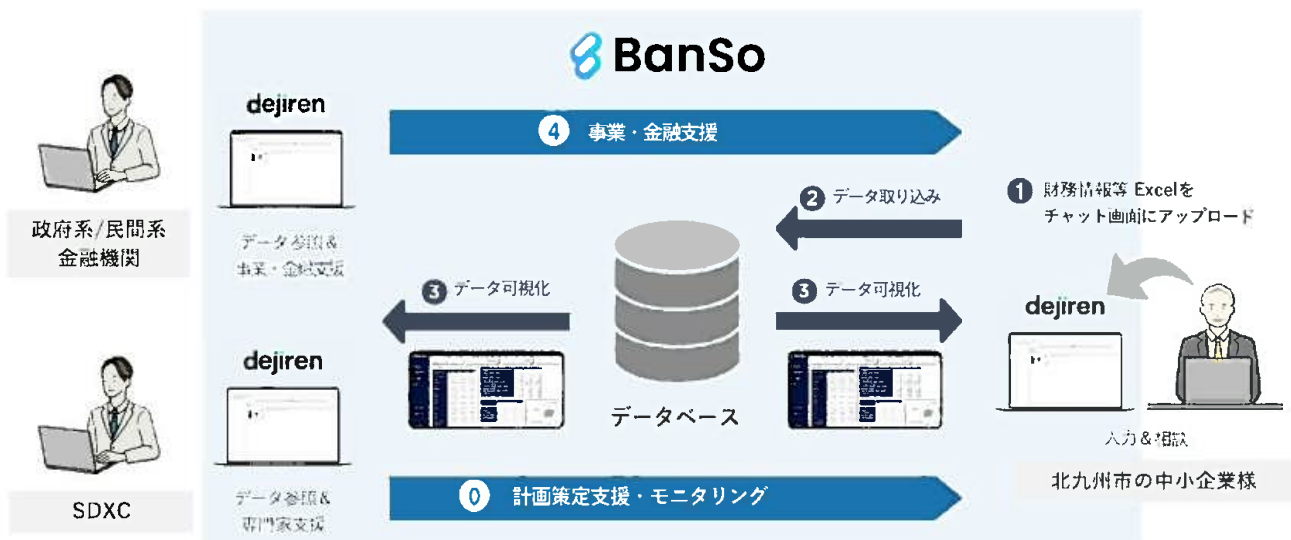 BanSo
dejiren
4 事業・金融支援
政府系/民間系
金融機関
データ参照&
事業・金融支援
2 データ取り込み
1 財務情報等 Excelを
チャット画面にアップロード
3 データ可視化
3 データ可視化
dejiren
dejiren
データベース
入力&相談
北九州市の中小企業様
SDXC
データ参照&
専門家支援
0 計画策定支援・モニタリング